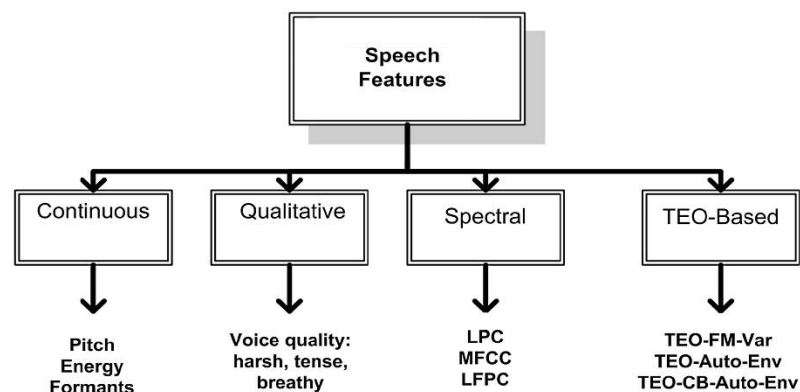 Speech
Features
Continuous
Qualitative
Spectral
TEO-Based
Pitch
Energy
Formants
Voice quality:
harsh, tense,
breathy
LPC
MFCC
LFPC
TEO-FM-Var
TEO-Auto-Env
TEO-CB-Auto-Env